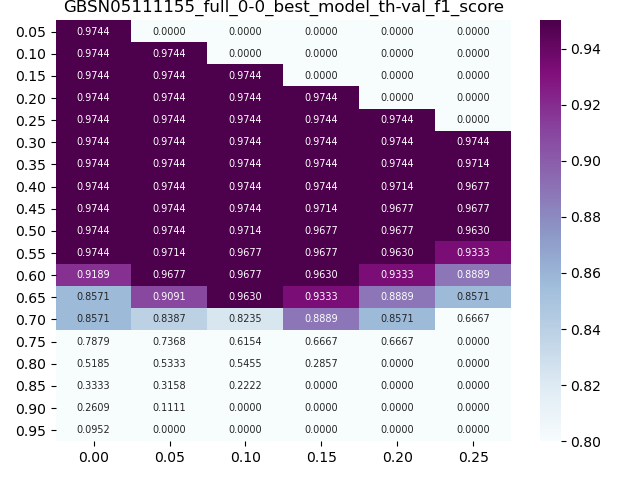 GBSN05111155_full_0-0_best_model_th-val_f1_score
0.05 0.9744 0.0000 0.0000 0.0000 0.0000 0.0000
0.10 0.9744 0.9744 0.0000 0.0000 0.0000 0.0000
0.15 0.9744 0.9744 0.9744 0.0000 0.0000 0.0000
0.20 0.9744 0.9744 0.9744 0.9744 0.0000 0.0000
0.25 0.9744 0.9744 0.9744 0.9744 0.9744 0.0000
0.30 0.9744 0.9744 0.9744 0.9744 0.9744 0.9744
0.35 0.9744 0.9744 0.9744 0.9744 0.9744 0.9714
0.40 0.9744 0.9744 0.9744 0.9744 0.9714 0.9677
0.45 0.9744 0.9744 0.9744 0.9714 0.9677 0.9677
0.50 0.9744 0.9744 0.9714 0.9677 0.9677 0.9630
0.55 0.9744 0.9714 0.9677 0.9677 0.9630 0.9333
0.60 0.9189 0.9677 0.9677 0.9630 0.9333 0.8889
0.65 0.8571 0.9091 0.9630 0.9333 0.8889 0.8571
0.70 0.8571 0.8387 0.8235 0.8889 0.8571 0.6667
0.75 0.7879 0.7368 0.6154 0.6667 0.6667 0.0000
0.80 0.5185 0.5333 0.5455 0.2857 0.0000 0.0000
0.85 0.3333 0.3158 0.2222 0.0000 0.0000 0.0000
0.90 0.2609 0.1111 0.0000 0.0000 0.0000 0.0000
0.95 0.0952 0.0000 0.0000 0.0000 0.0000 0.0000
0.00 0.05 0.10 0.15 0.20 0.25
0.94
0.92
0.90
0.88
0.86
0.84
0.82
0.80